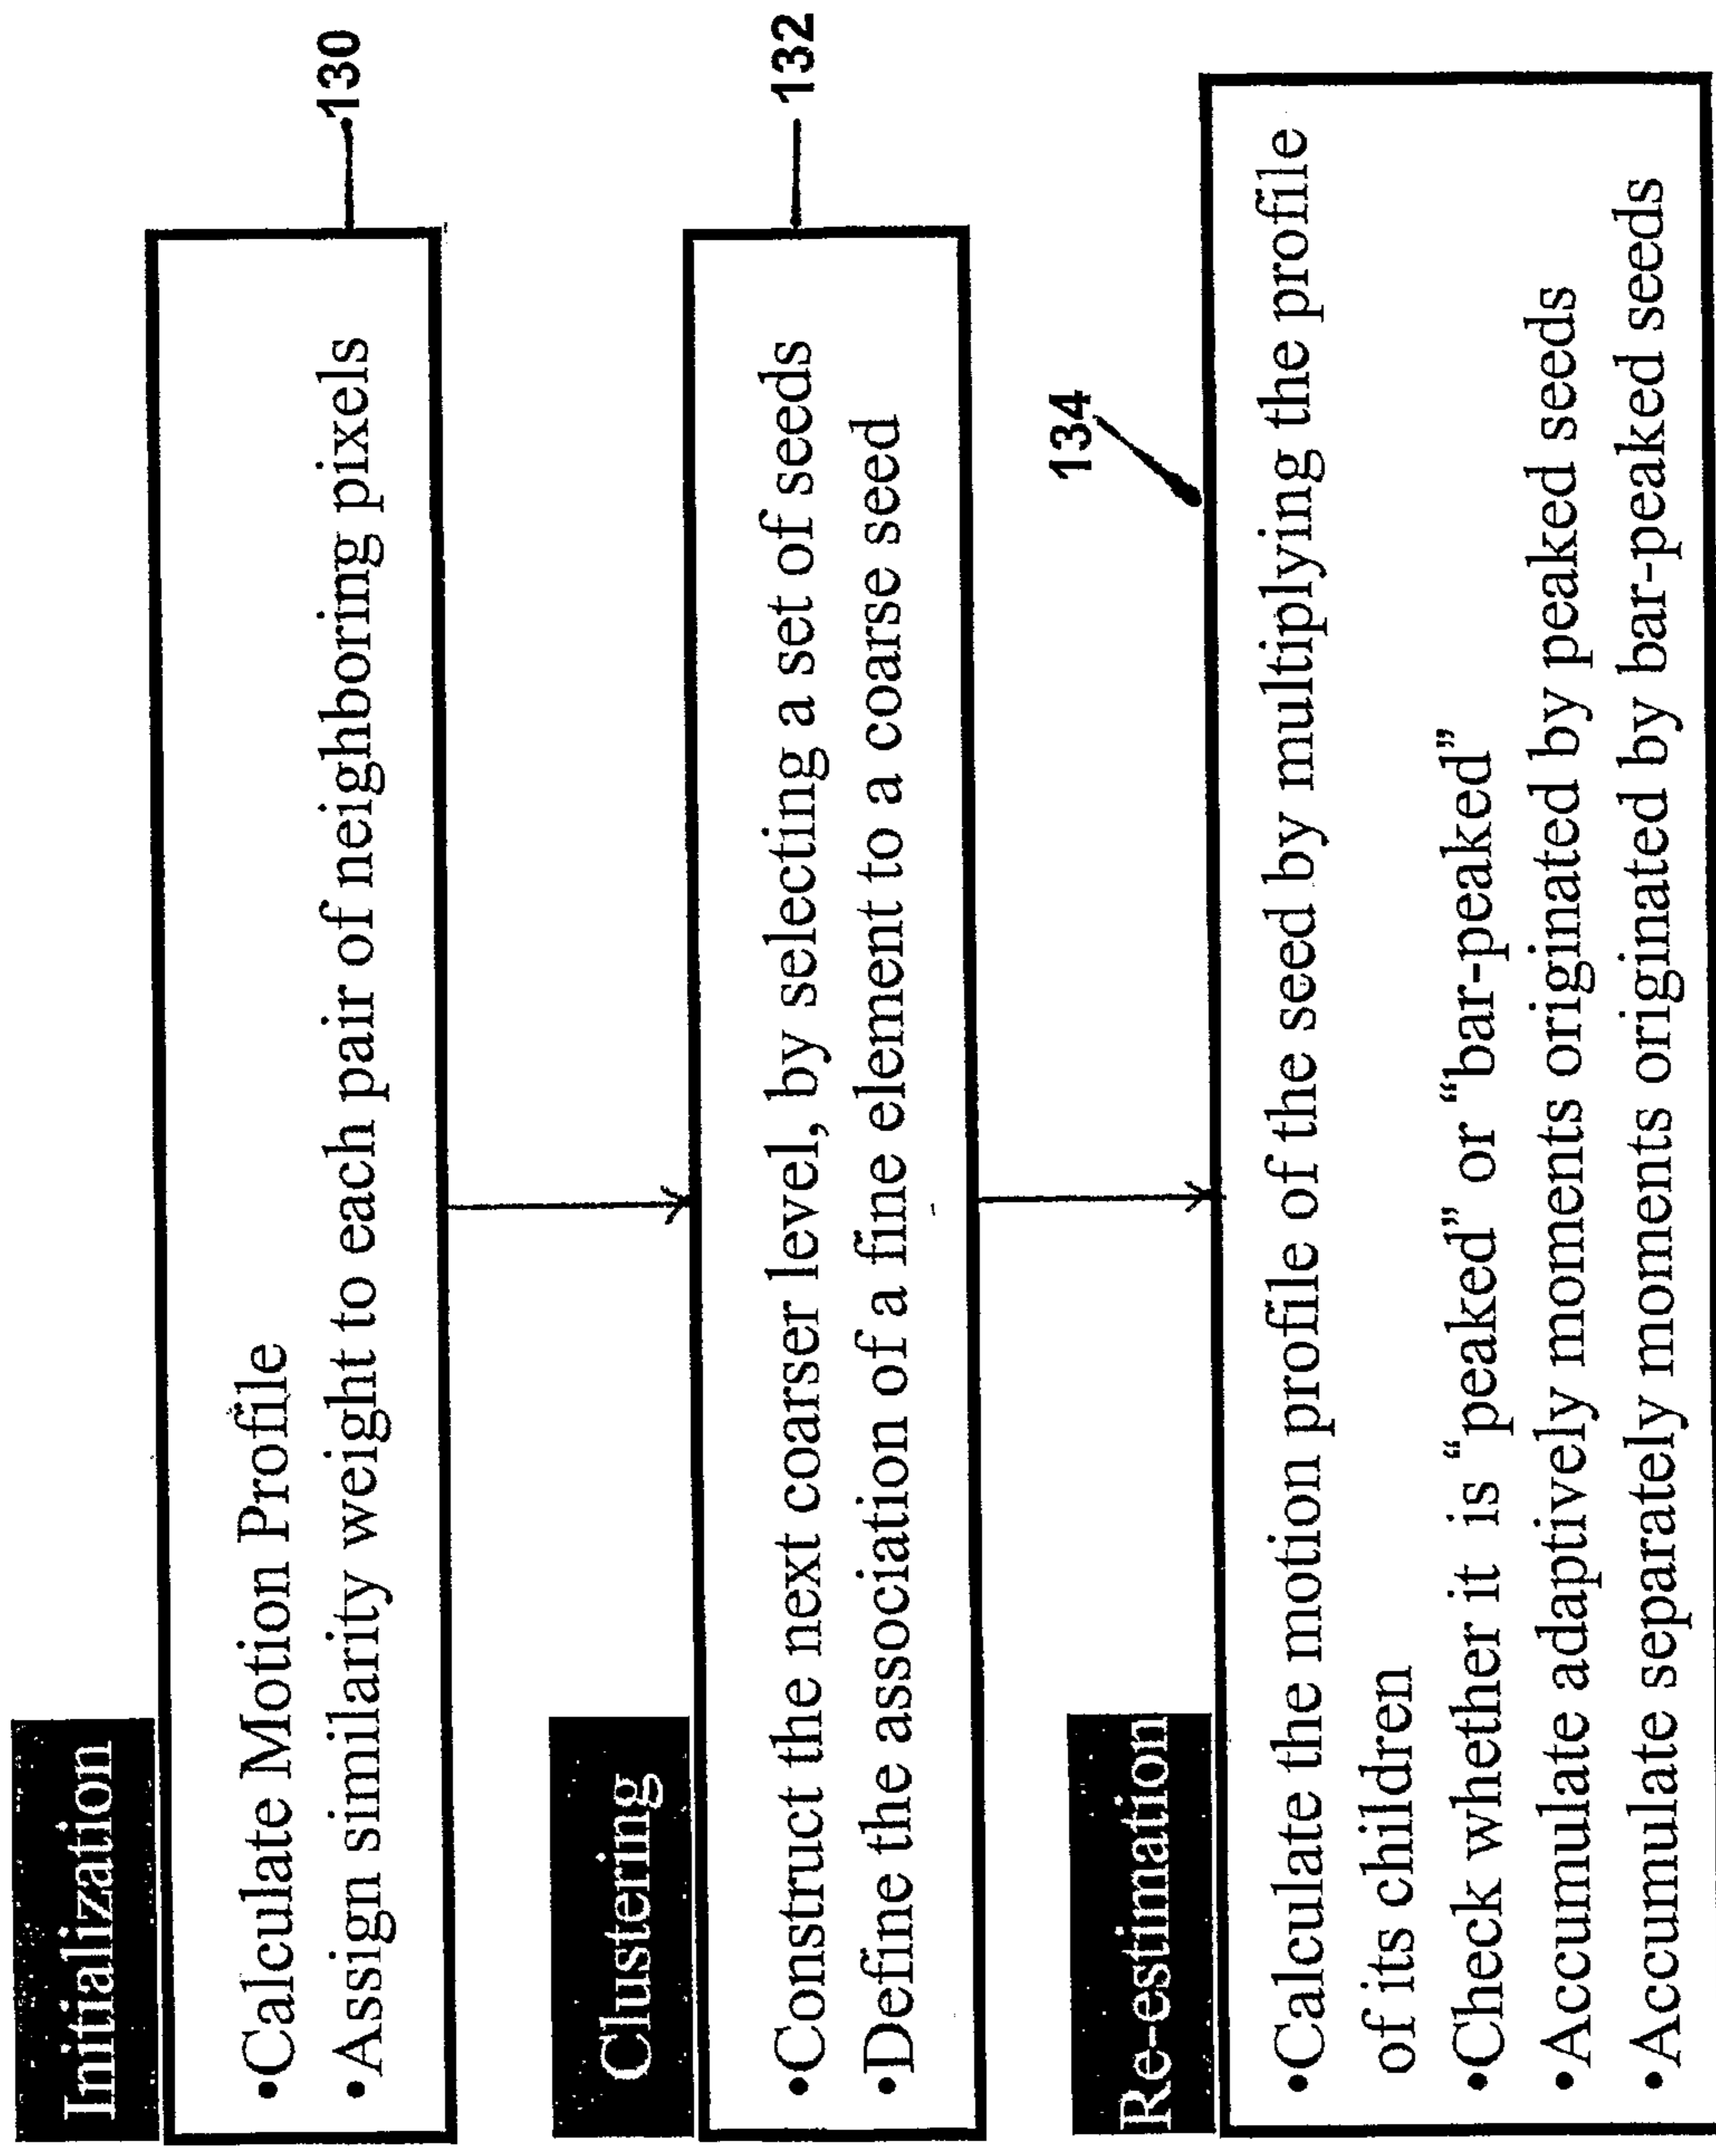 Initialization
130
•Calculate Motion Profile
•Assign similarity weight to each pair of neighboring pixels
Clustering
132
•Construct the next coarser level, by selecting a set of seeds
•Define the association of a fine element to a coarse seed
Re-estimation
134
•Calculate the motion profile of the seed by multiplying the profile
of its children
•Check whether it is “peaked” or “bar-peaked”
•Accumulate adaptively moments originated by peaked seeds
•Accumulate separately moments originated by bar-peaked seeds